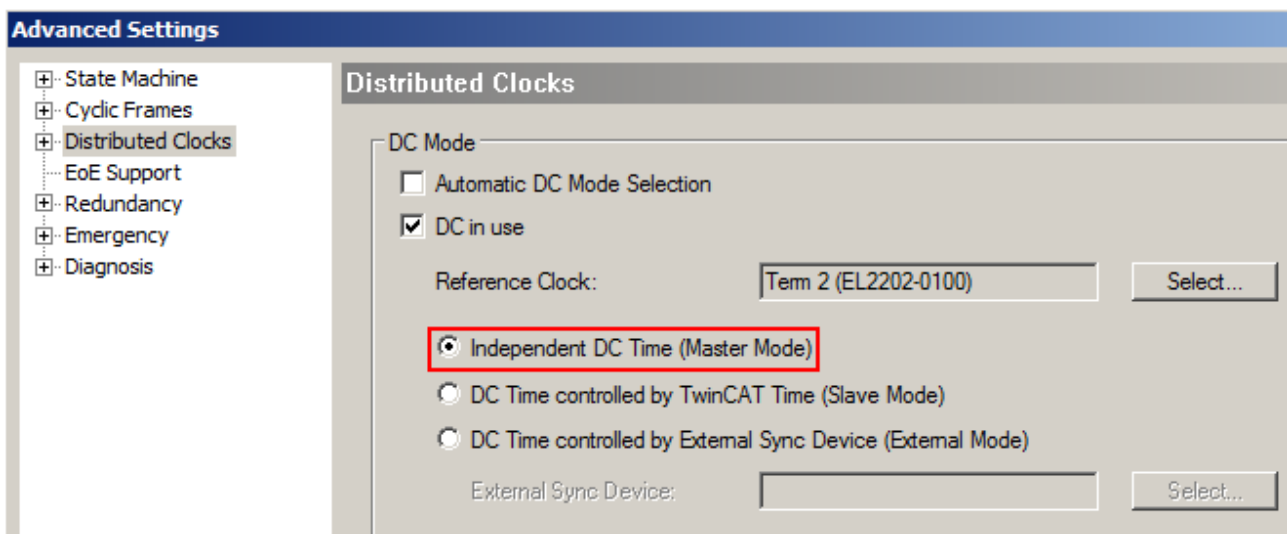 Advanced Settings
State Machine
Cyclic Frames
Distributed Clocks
EoE Support
Redundancy
Emergency
Diagnosis
Distributed Clocks
DC Mode
Automatic DC Mode Selection
DC in use
Reference Clock: Term 2 (EL2202-0100) Select...
Independent DC Time (Master Mode)
DC Time controlled by TwinCAT Time (Slave Mode)
DC Time controlled by External Sync Device (External Mode)
External Sync Device: Select...